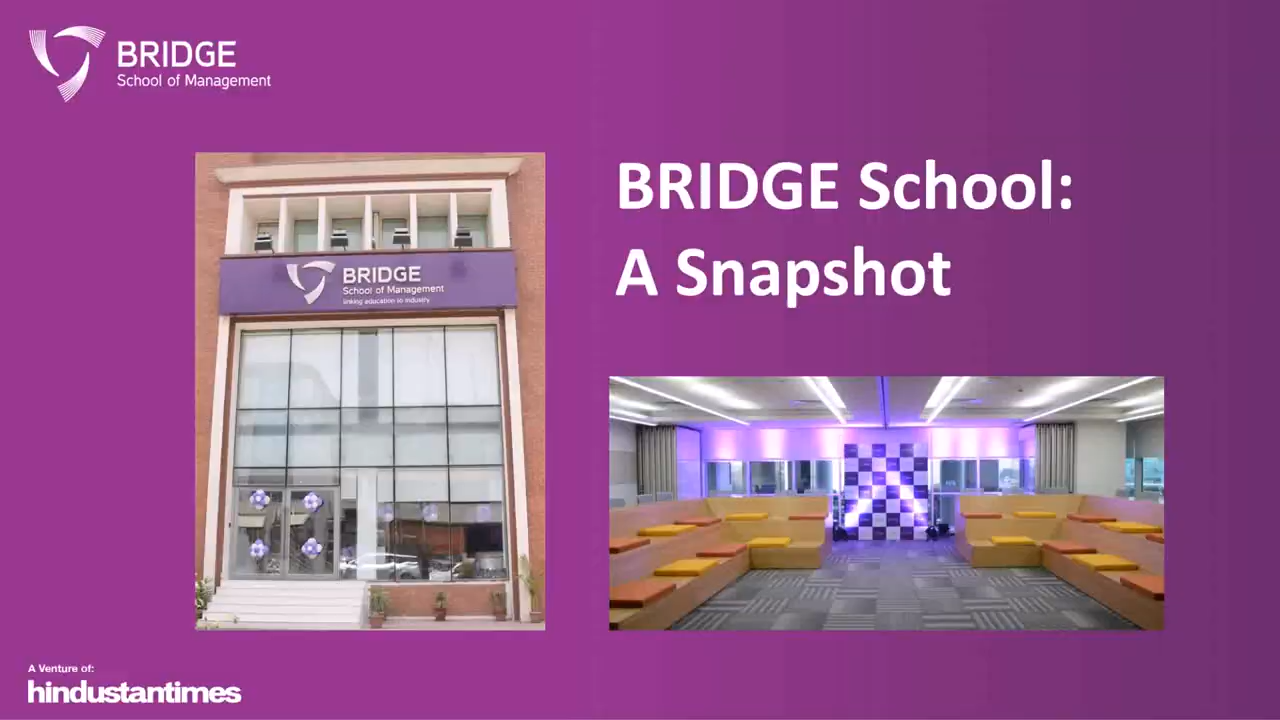 BRIDGE
School of Management
BRIDGE School:
A Snapshot
BRIDGE
School of Management
linking education to industry
A Venture of:
hindustantimes